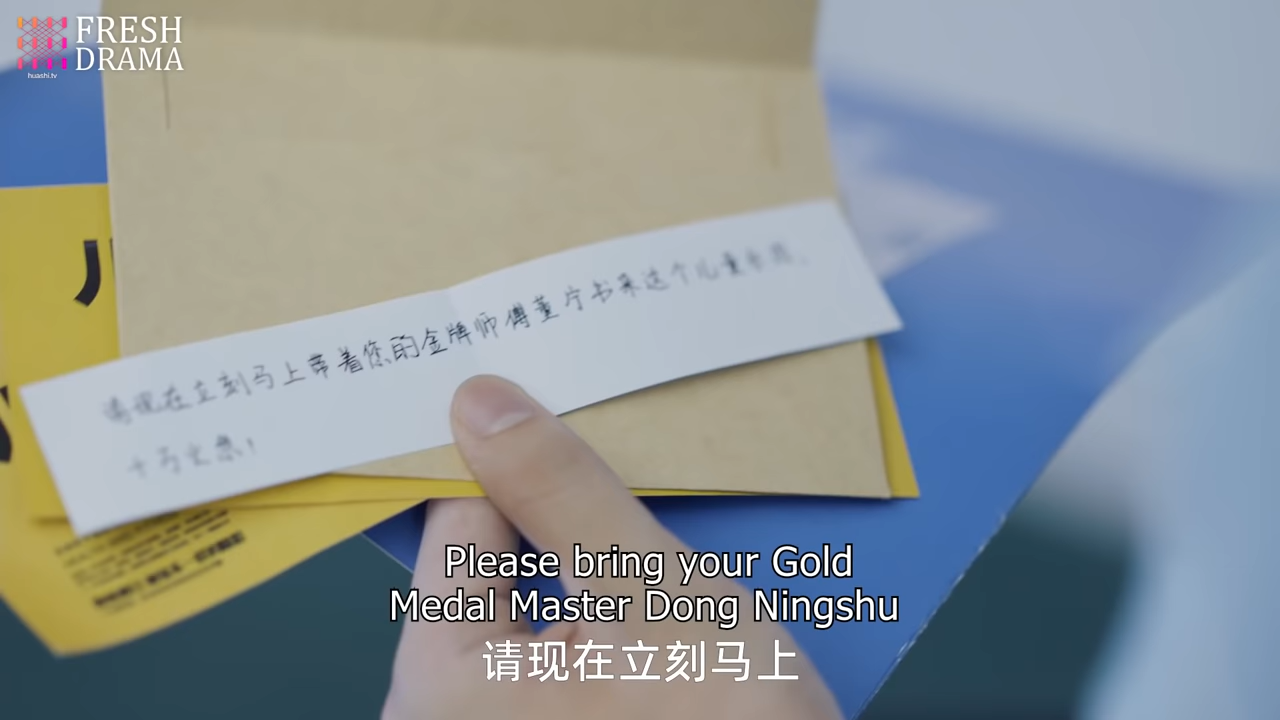 FRESH
DRAMA
huashi.tv
请现在立刻马上带着您的金牌师傅董宁书来这个儿童
十万火急!
Please bring your Gold
Medal Master Dong Ningshu
请现在立刻马上